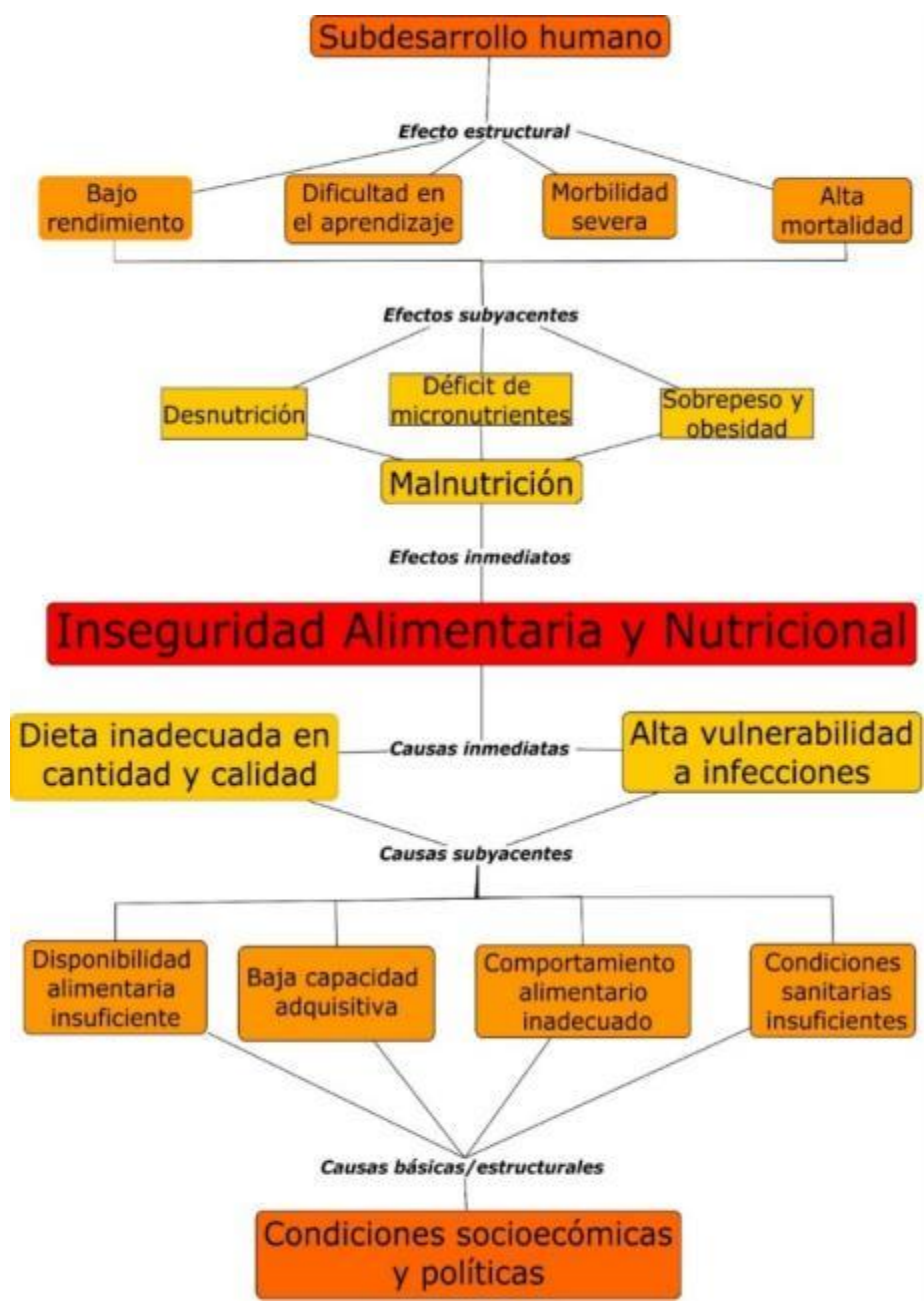 Subdesarrollo humano
Efecto estructural
Bajo
rendimiento
Dificultad en
el aprendizaje
Morbilidad
severa
Alta
mortalidad
Efectos subyacentes
Desnutrición
Déficit de
micronutrientes
Sobrepeso y
obesidad
Malnutrición
Efectos inmediatos
Inseguridad Alimentaria y Nutricional
Dieta inadecuada en
cantidad y calidad
Causas inmediatas
Alta vulnerabilidad
a infecciones
Causas subyacentes
Disponibilidad
alimentaria
insuficiente
Baja capacidad
adquisitiva
Comportamiento
alimentario
inadecuado
Condiciones
sanitarias
insuficientes
Causas básicas/estructurales
Condiciones socioecómicas
y políticas